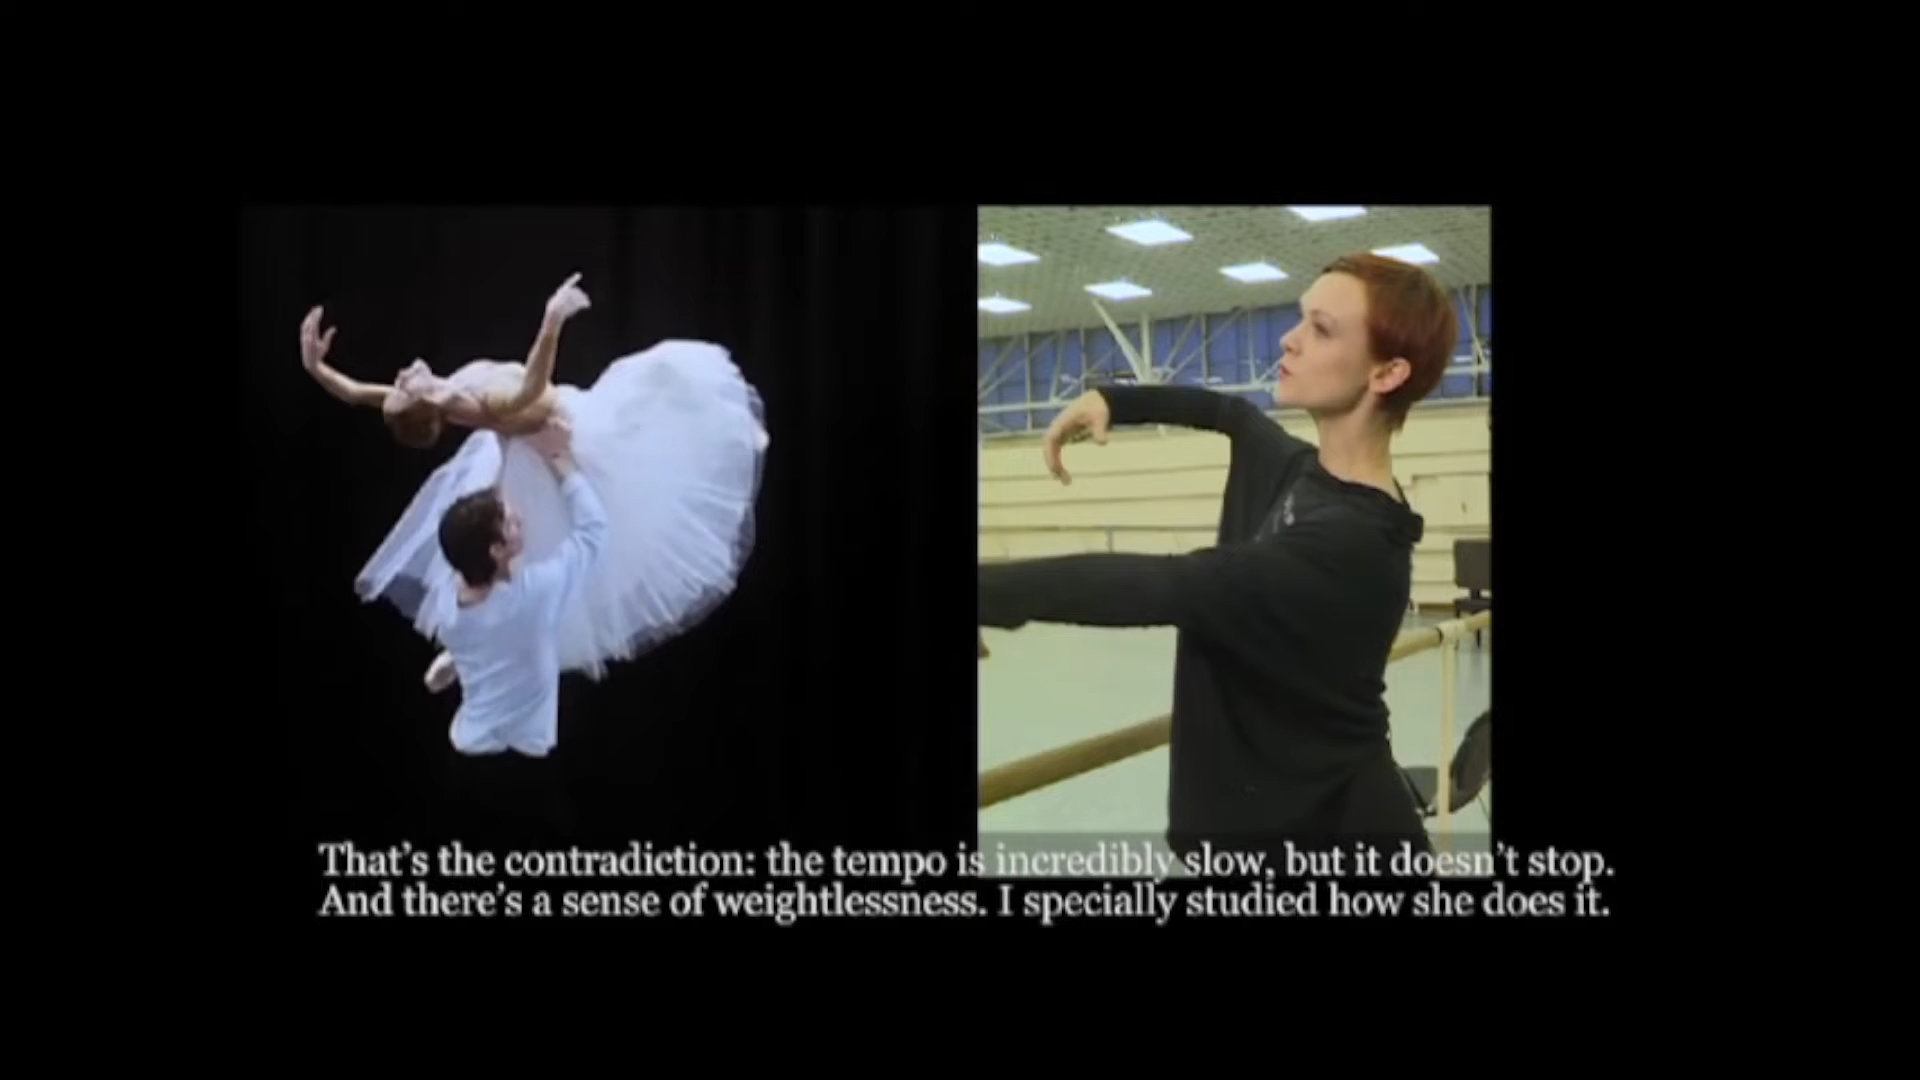 That's the contradiction: the tempo is incredibly slow, but it doesn't stop.
And there's a sense of weightlessness. I specially studied how she does it.